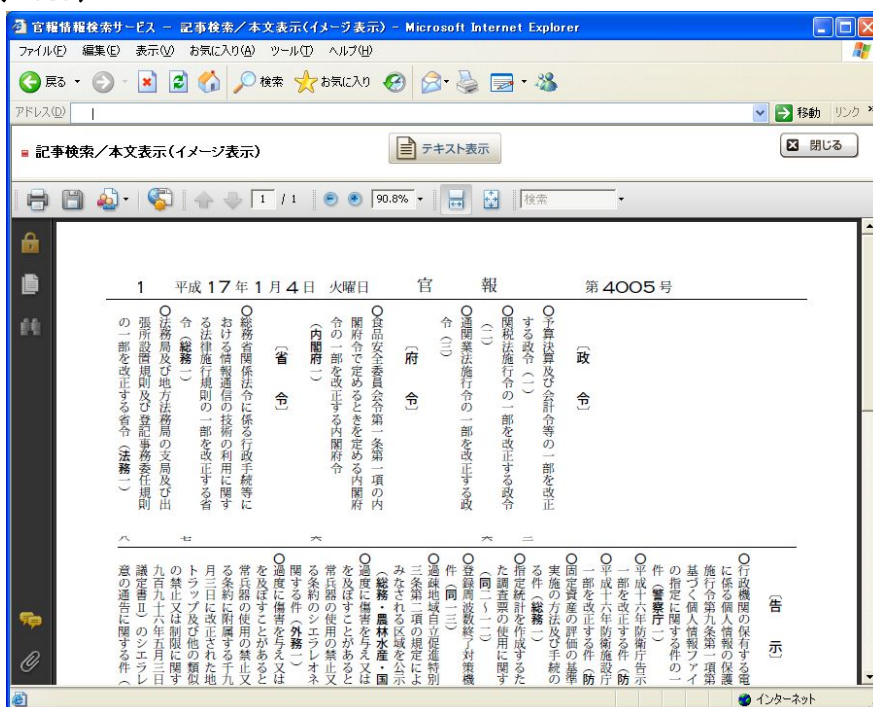 官報情報検索サービス － 記事検索／本文表示(イメージ表示) - Microsoft Internet Explorer
ファイル(F) 編集(E) 表示(V) お気に入り(A) ツール(T) ヘルプ(H)
戻る 検索 お気に入り
アドレス(D) 移動 リンク »
記事検索／本文表示(イメージ表示) テキスト表示 閉じる
1 / 1 90.8% 検索
1 平成17年1月4日 火曜日 官 報 第4005号
〔政 令〕
○予算決算及び会計令等の一部を改正
する政令（一）
○関税法施行令の一部を改正する政令
（二）
○通関業法施行令の一部を改正する政
令（三）
〔府 令〕
○食品安全委員会令第一条第一項の内
閣府令で定めるときを定める内閣府
令の一部を改正する内閣府令
（内閣府一）
〔省 令〕
○総務省関係法令に係る行政手続等に
おける情報通信の技術の利用に関す
る法律施行規則の一部を改正する省
令（総務一）
○法務局及び地方法務局の支局及び出
張所設置規則及び登記事務委任規則
の一部を改正する省令（法務一）
〔告 示〕
○行政機関の保有する電
に係る個人情報の保護
施行令第九条第一項第
基づく個人情報ファイ
の指定に関する件の一
件（警察庁一）
○平成十六年防衛庁告示
一部を改正する件（防
○平成十六年防衛施設庁
一部を改正する件（防
○固定資産の評価の基準
実施の方法及び手続の
る件（総務一）
○指定統計を作成するた
た調査票の使用に関す
（同二～一二）
○登録周波数終了対策機
件（同一三）
○過疎地域自立促進特別
三条第二項の規定によ
みなされる区域を公示
（総務・農林水産・国
○過度に傷害を与え又は
を及ぼすことがあると
常兵器の使用の禁止又
る条約のシエラレオネ
関する件（外務一）
○過度に傷害を与え又は
を及ぼすことがあると
常兵器の使用の禁止又
る条約に附属する千九
月三日に改正された地
トラップ及び他の類似
の禁止又は制限に関す
九百九十六年五月三日
議定書Ⅱ）のシエラレ
意の通告に関する件（
インターネット